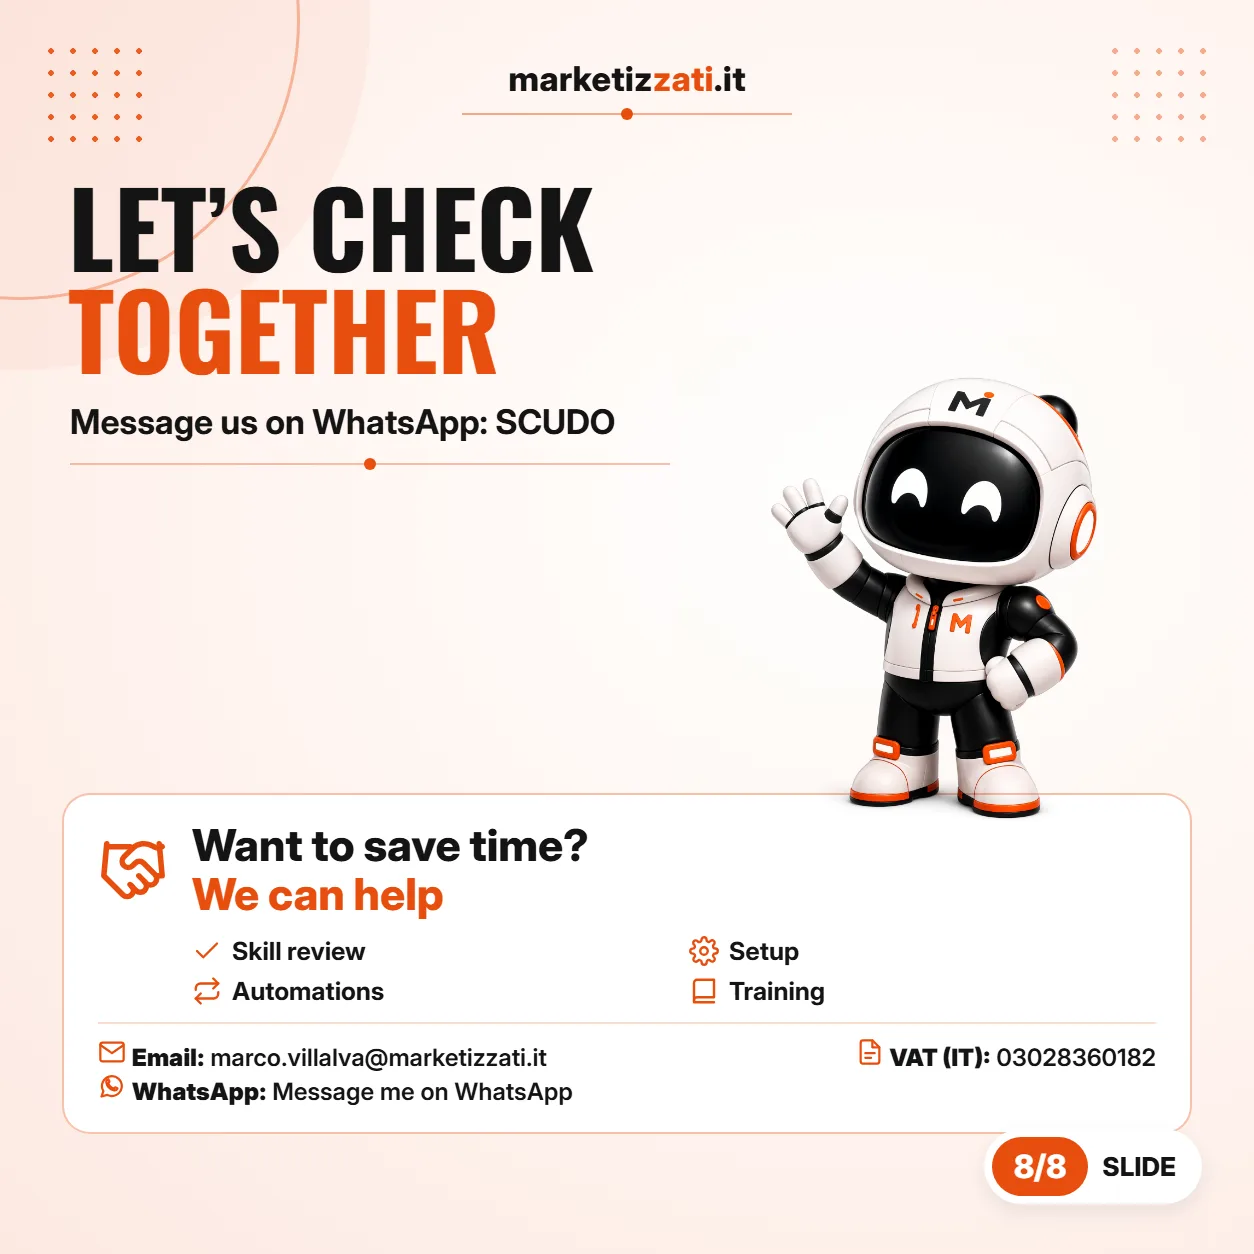 marketizzati.it
LET’S CHECK
TOGETHER
Message us on WhatsApp: SCUDO
M
M
Want to save time?
We can help
Skill review
Setup
Automations
Training
Email: marco.villalva@marketizzati.it
VAT (IT): 03028360182
WhatsApp: Message me on WhatsApp
8/8 SLIDE